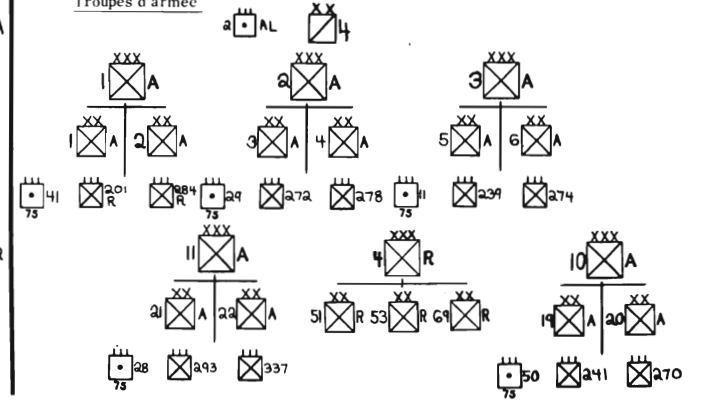 Troupes d'armée
2 AL XX 4
XXX XXX XXX
1 A 2 A 3 A
XX XX XX XX XX XX
1 A 2 A 3 A 4 A 5 A 6 A
41 201 284 29 272 278 11 239 274
75 R R 75 75
XXX XXX XXX
11 A 4 R 10 A
XX XX XX XX XX XX XX
21 A 22 A 51 R 53 R 69 R 19 A 20 A
28 293 337 50 241 270
75 75